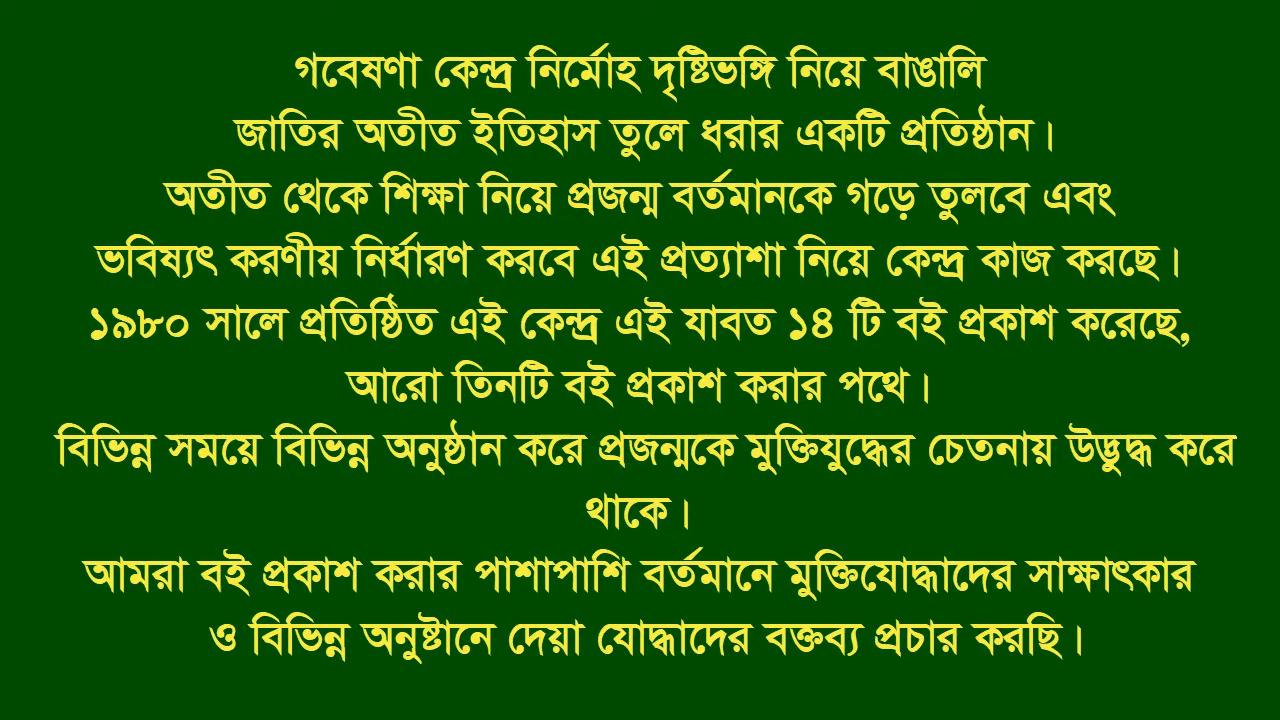 গবেষণা কেন্দ্র নির্মোহ দৃষ্টিভঙ্গি নিয়ে বাঙালি
জাতির অতীত ইতিহাস তুলে ধরার একটি প্রতিষ্ঠান।
অতীত থেকে শিক্ষা নিয়ে প্রজন্ম বর্তমানকে গড়ে তুলবে এবং
ভবিষ্যৎ করণীয় নির্ধারণ করবে এই প্রত্যাশা নিয়ে কেন্দ্র কাজ করছে।
১৯৮০ সালে প্রতিষ্ঠিত এই কেন্দ্র এই যাবত ১৪ টি বই প্রকাশ করেছে,
আরো তিনটি বই প্রকাশ করার পথে।
বিভিন্ন সময়ে বিভিন্ন অনুষ্ঠান করে প্রজন্মকে মুক্তিযুদ্ধের চেতনায় উদ্ভুদ্ধ করে
থাকে।
আমরা বই প্রকাশ করার পাশাপাশি বর্তমানে মুক্তিযোদ্ধাদের সাক্ষাৎকার
ও বিভিন্ন অনুষ্টানে দেয়া যোদ্ধাদের বক্তব্য প্রচার করছি।